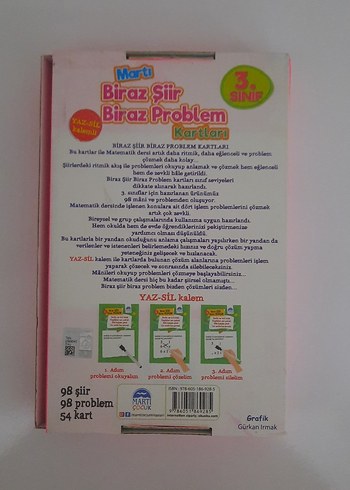 Martı
Biraz Şiir
Biraz Problem
Kartları
3. SINIF
YAZ-SİL
kalemli
BİRAZ ŞİİR BİRAZ PROBLEM KARTLARI
Bu kartlar ile Matematik dersi artık daha ritmik, daha eğlenceli ve problem
çözmek daha kolay...
Şiirlerdeki ritmik akış ile problemleri okuyup anlamak ve çözmek hem eğlenceli
hem de sevkli hâle getirildi.
Biraz Şiir Biraz Problem kartları sınıf seviyeleri
dikkate alınarak hazırlandı.
3. sınıflar için hazırlanan ürünümüz
98 mâni ve problemden oluşuyor.
Matematik dersinde işlenen konulara ait dört işlem problemlerini çözmek
artık çok sevkli.
Bireysel ve grup çalışmalarında kullanıma uygun hazırlandı.
Hem okulda hem de evde öğrendiklerinizi pekiştirmenize
yardımcı olması düşünüldü.
Bu kartlarla bir yandan okuduğunu anlama çalışmaları yapılırken bir yandan da
verilenler ve istenenleri belirlemedeki hızınız ve doğru çözüm yapma
yeteneğiniz gelişecek ve hızlanacak.
YAZ-SİL kalem ile kartlarda bulunan çözüm alanlarına problemleri işlem
yaparak çözecek ve sonrasında silebileceksiniz.
Mânileri okuyup problemleri çözmeye başlayabilirsiniz...
Matematik dersi hiç bu kadar şiirsel olmamıştı...
Biraz şiir biraz problem bizden çözümleri sizden...
YAZ-SİL kalem
1. Adım
problemi okuyalım
2. Adım
problemi çözelim
3. Adım
problemi silelim
98 şiir
98 problem
54 kart
MARTI
ÇOCUK
Grafik
Gürkan Irmak